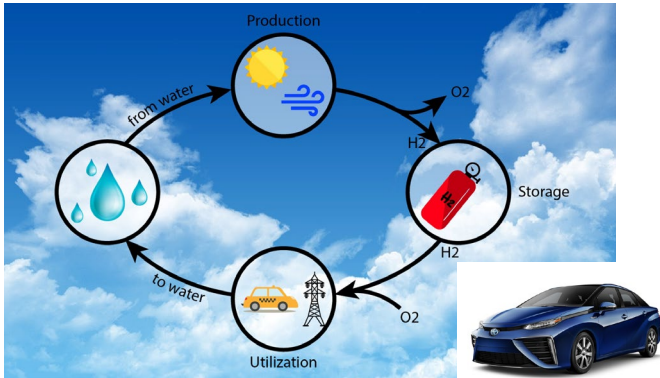 Production
from water
O2
H2
H2
Storage
H2
to water
O2
Utilization